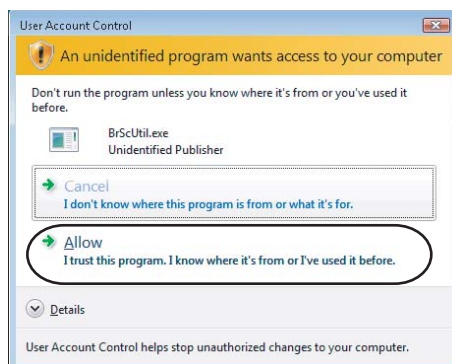 User Account Control
An unidentified program wants access to your computer
Don't run the program unless you know where it's from or you've used it
before.
BrScUtil.exe
Unidentified Publisher
Cancel
I don't know where this program is from or what it's for.
Allow
I trust this program. I know where it's from or I've used it before.
Details
User Account Control helps stop unauthorized changes to your computer.